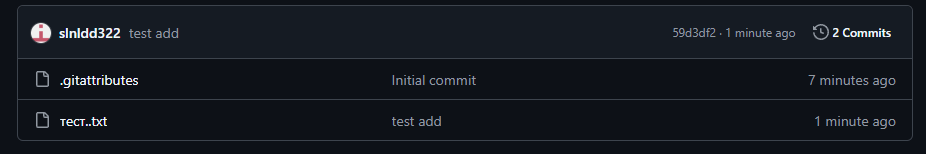 slnldd322 test add 59d3df2 · 1 minute ago 2 Commits
.gitattributes Initial commit 7 minutes ago
тест..txt test add 1 minute ago